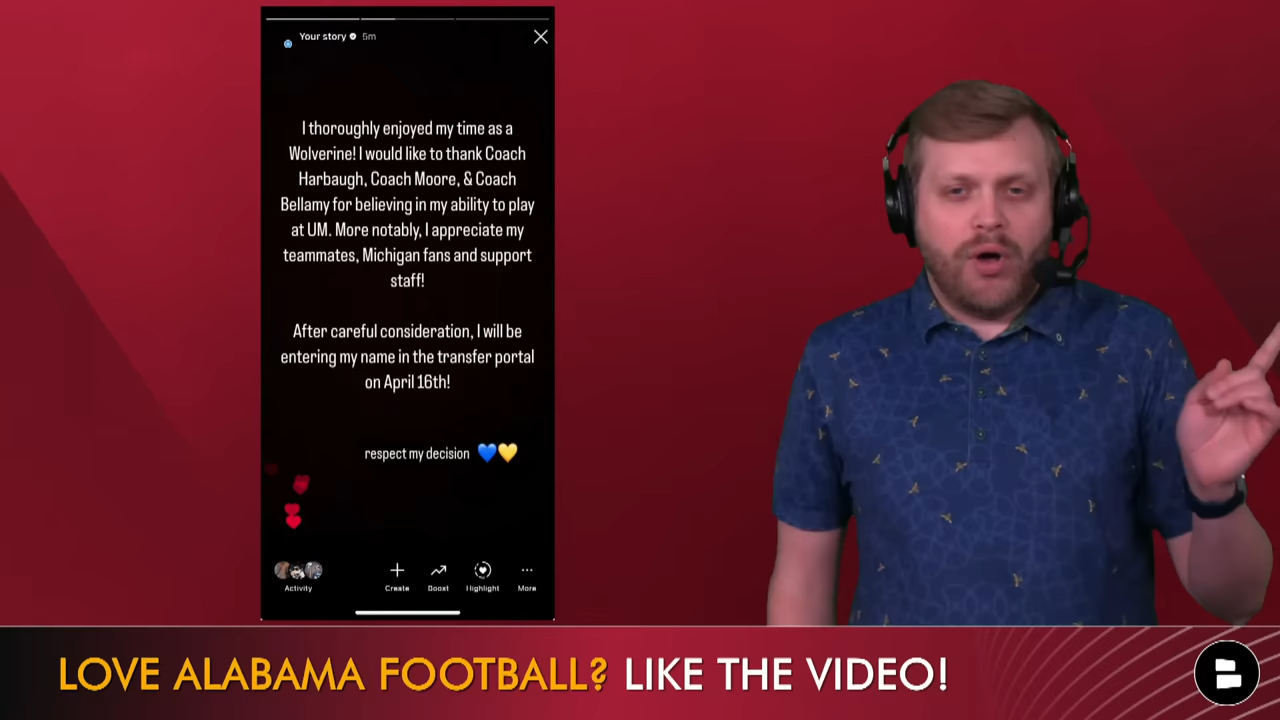 Your story 5m
I thoroughly enjoyed my time as a
Wolverine! I would like to thank Coach
Harbaugh, Coach Moore, & Coach
Bellamy for believing in my ability to play
at UM. More notably, I appreciate my
teammates, Michigan fans and support
staff!
After careful consideration, I will be
entering my name in the transfer portal
on April 16th!
respect my decision 💙💛
Activity
Create
Boost
Highlight
More
LOVE ALABAMA FOOTBALL? LIKE THE VIDEO!